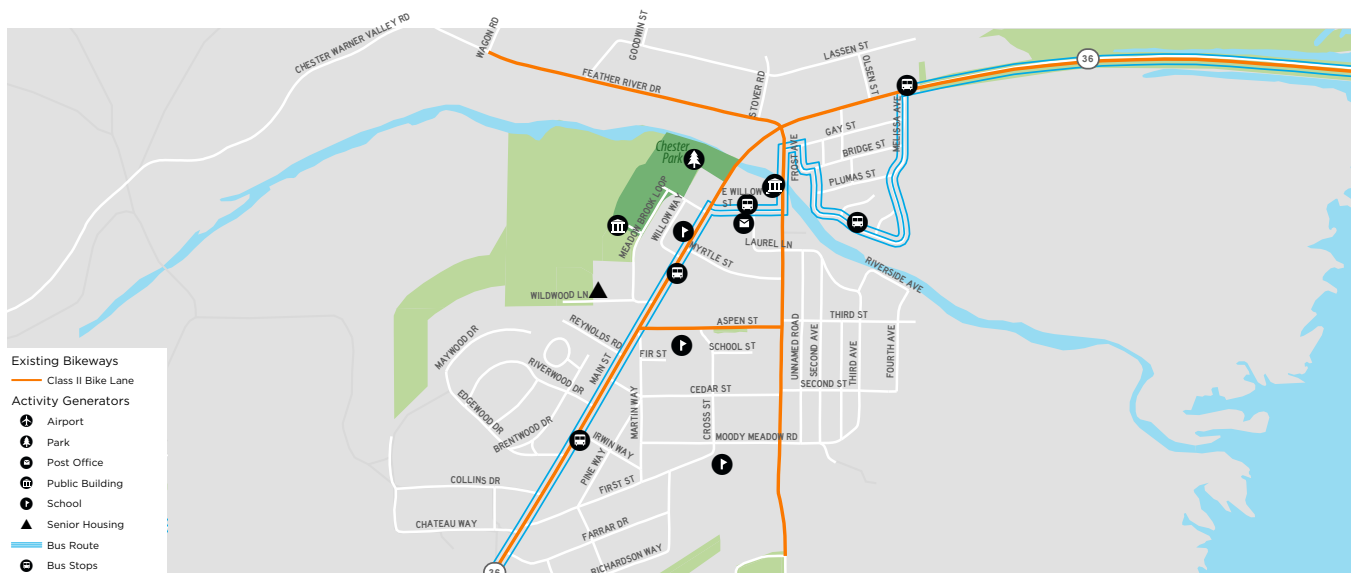 CHESTER WARNER VALLEY RD
WAGON RD
GOODWIN ST
FEATHER RIVER DR
STOVER RD
LASSEN ST
OLSEN ST
36
MELISSA AVE
GAY ST
BRIDGE ST
PLUMAS ST
FROST AVE
Chester
Park
E WILLOW
ST
MEADOW BROOK LOOP
WILLOW WAY
MYRTLE ST
LAUREL LN
RIVERSIDE AVE
WILDWOOD LN
REYNOLDS RD
ASPEN ST
THIRD ST
MAYWOOD DR
FIR ST
SCHOOL ST
UNNAMED ROAD
SECOND AVE
THIRD AVE
FOURTH AVE
RIVERWOOD DR
MAIN ST
CEDAR ST
SECOND ST
EDGEWOOD DR
BRENTWOOD DR
MARTIN WAY
CROSS ST
IRWIN WAY
MOODY MEADOW RD
PINE WAY
COLLINS DR
FIRST ST
CHATEAU WAY
FARRAR DR
RICHARDSON WAY
36
Existing Bikeways
Class II Bike Lane
Activity Generators
Airport
Park
Post Office
Public Building
School
Senior Housing
Bus Route
Bus Stops